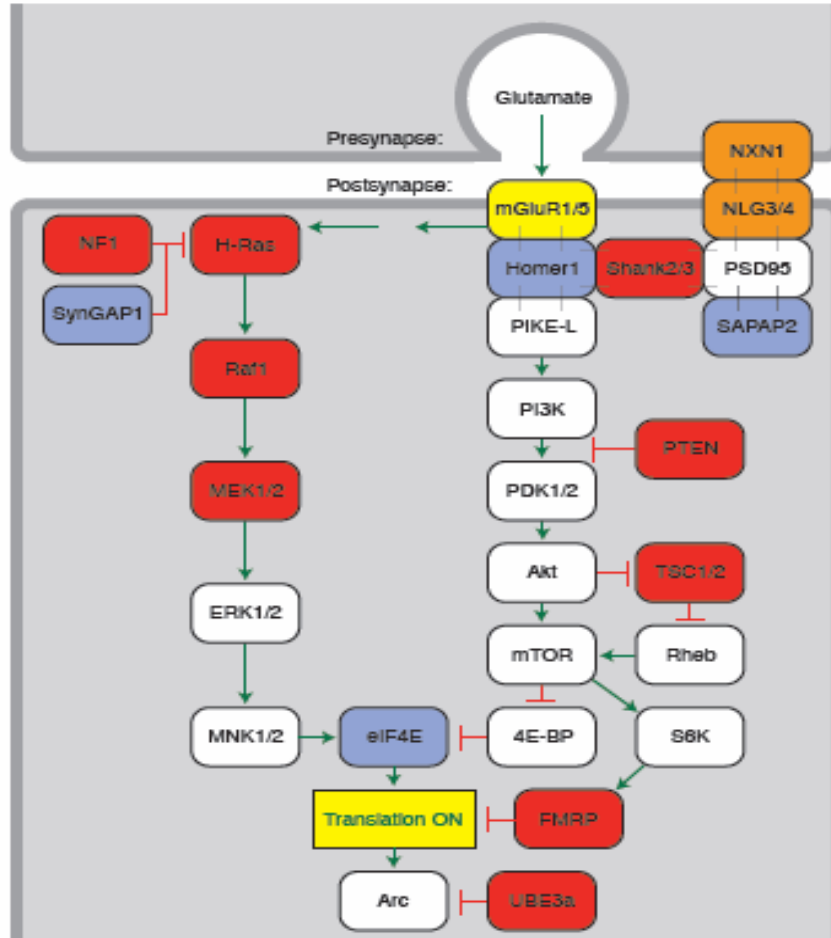 Glutamate
Presynapse:
NXN1
Postsynapse:
mGluR1/5
NLG3/4
NF1
H-Ras
Homer1
Shank2/3
PSD95
SynGAP1
PIKE-L
SAPAP2
Raf1
PI3K
PTEN
MEK1/2
PDK1/2
Akt
TSC1/2
ERK1/2
mTOR
Rheb
MNK1/2
eIF4E
4E-BP
S6K
Translation ON
FMRP
Arc
UBE3a